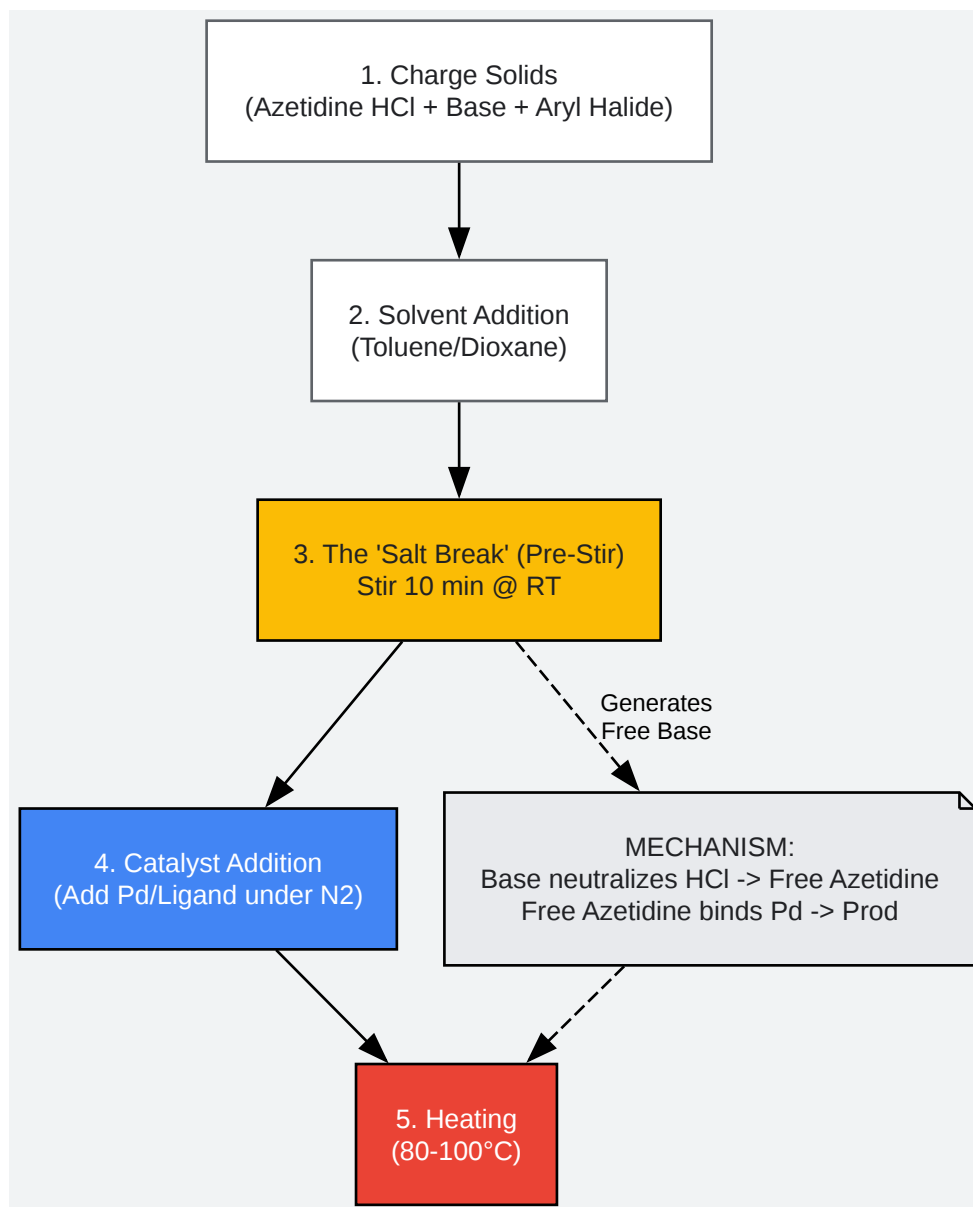 1. Charge Solids
(Azetidine HCl + Base + Aryl Halide)
2. Solvent Addition
(Toluene/Dioxane)
3. The 'Salt Break' (Pre-Stir)
Stir 10 min @ RT
Generates
Free Base
4. Catalyst Addition
(Add Pd/Ligand under N2)
MECHANISM:
Base neutralizes HCl -> Free Azetidine
Free Azetidine binds Pd -> Prod
5. Heating
(80-100°C)